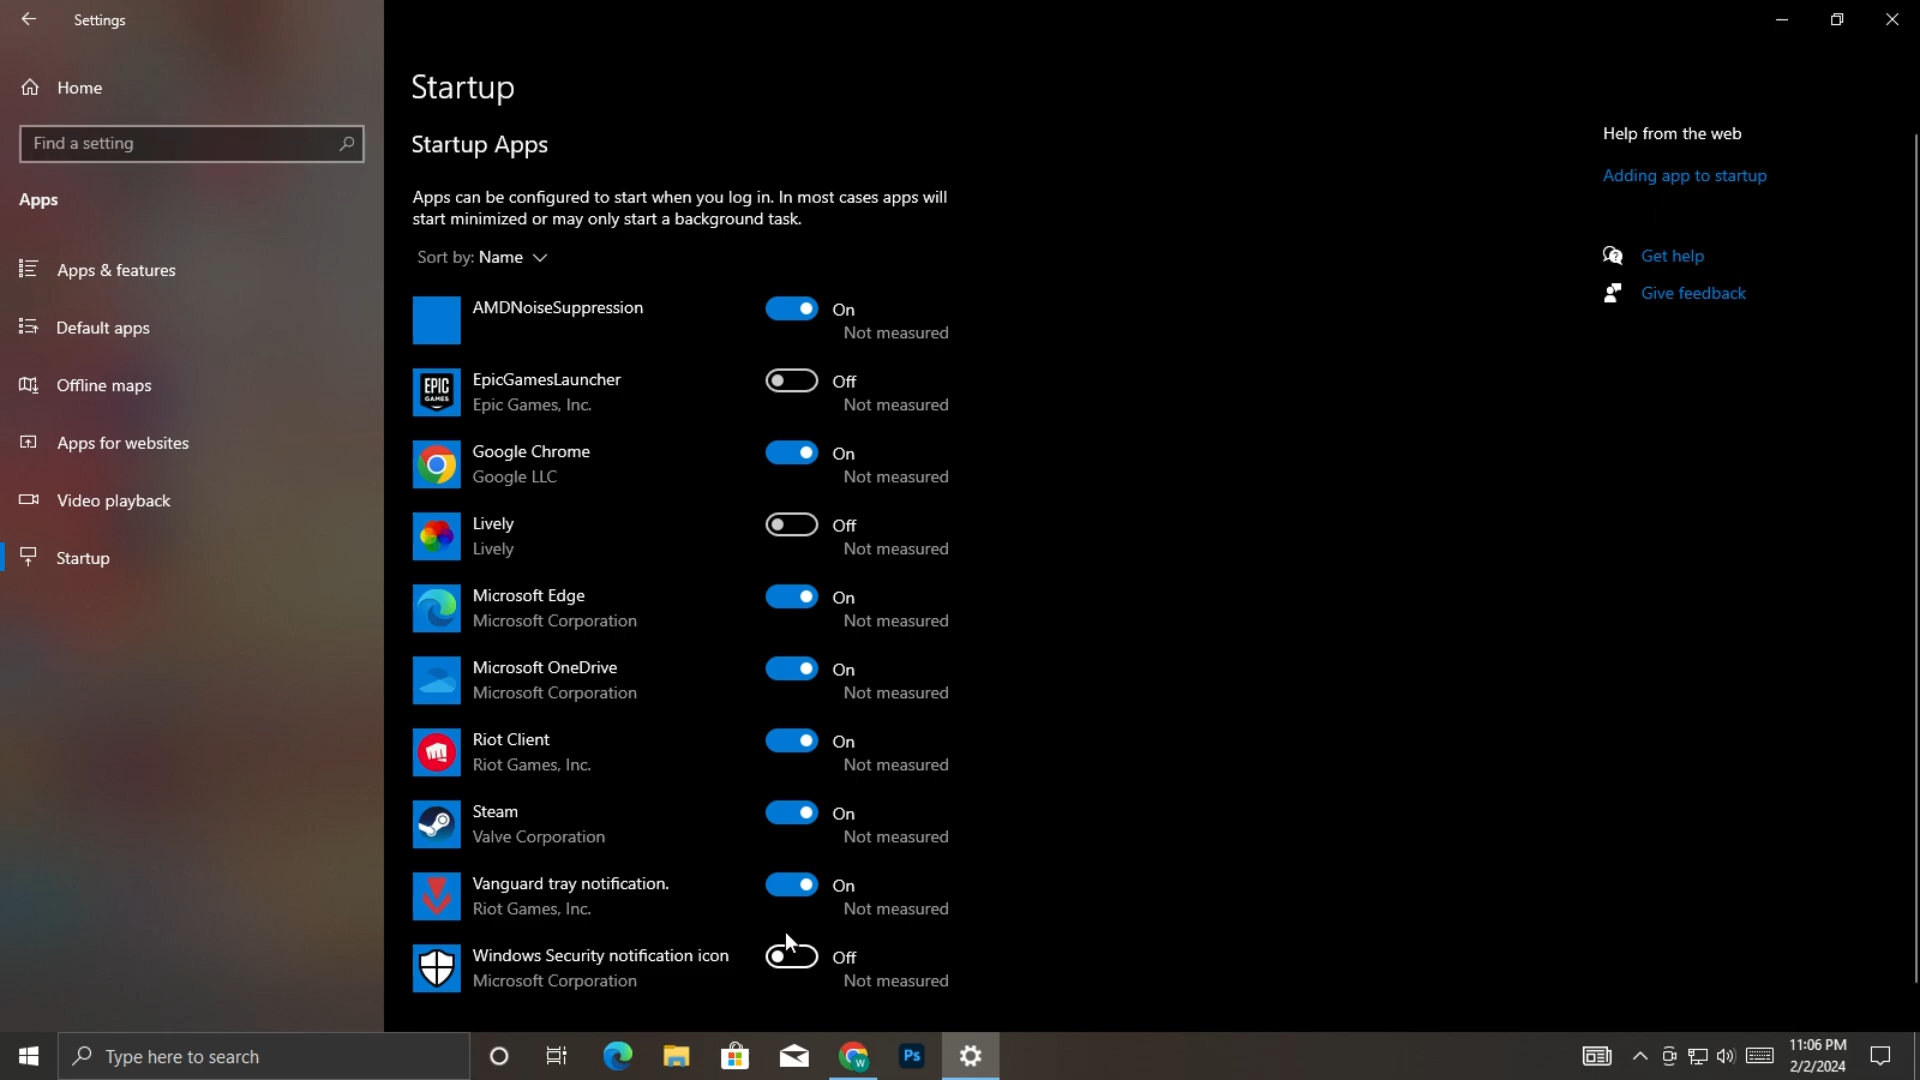 Settings
Home
Find a setting
Apps
Apps & features
Default apps
Offline maps
Apps for websites
Video playback
Startup
Startup
Startup Apps
Apps can be configured to start when you log in. In most cases apps will
start minimized or may only start a background task.
Sort by: Name
AMDNoiseSuppression
On
Not measured
EPIC
GAMES
EpicGamesLauncher
Epic Games, Inc.
Off
Not measured
Google Chrome
Google LLC
On
Not measured
Lively
Lively
Off
Not measured
Microsoft Edge
Microsoft Corporation
On
Not measured
Microsoft OneDrive
Microsoft Corporation
On
Not measured
Riot Client
Riot Games, Inc.
On
Not measured
Steam
Valve Corporation
On
Not measured
Vanguard tray notification.
Riot Games, Inc.
On
Not measured
Windows Security notification icon
Microsoft Corporation
Off
Not measured
Help from the web
Adding app to startup
Get help
Give feedback
Type here to search
W
Ps
11:06 PM
2/2/2024